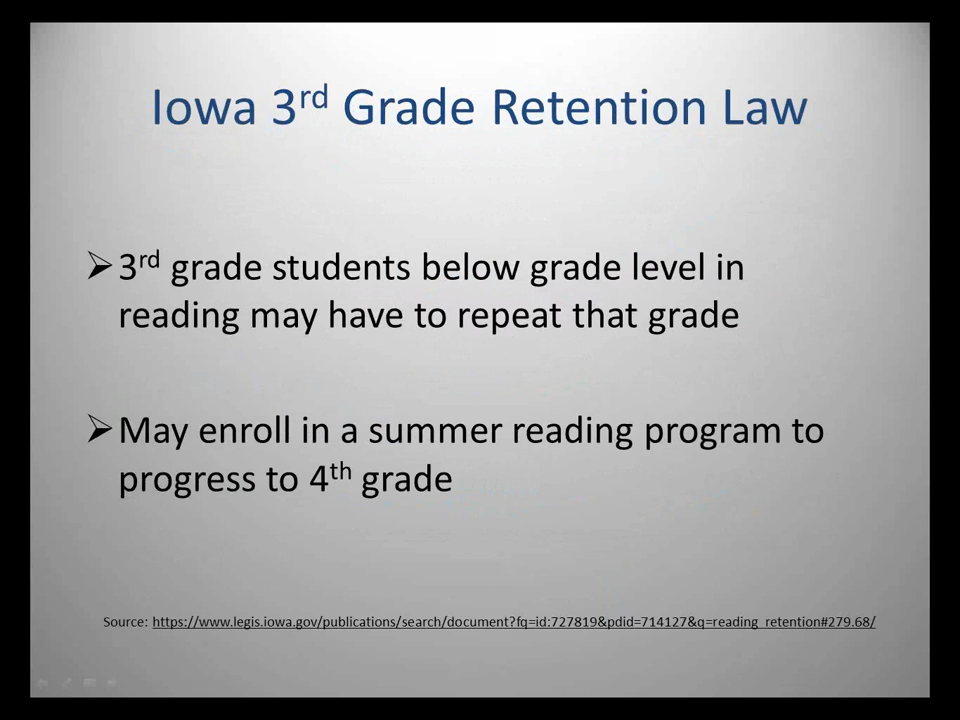 Iowa 3rd Grade Retention Law
➢3rd grade students below grade level in
reading may have to repeat that grade
➢May enroll in a summer reading program to
progress to 4th grade
Source: https://www.legis.iowa.gov/publications/search/document?fq=id:727819&pdid=714127&q=reading_retention#279.68/